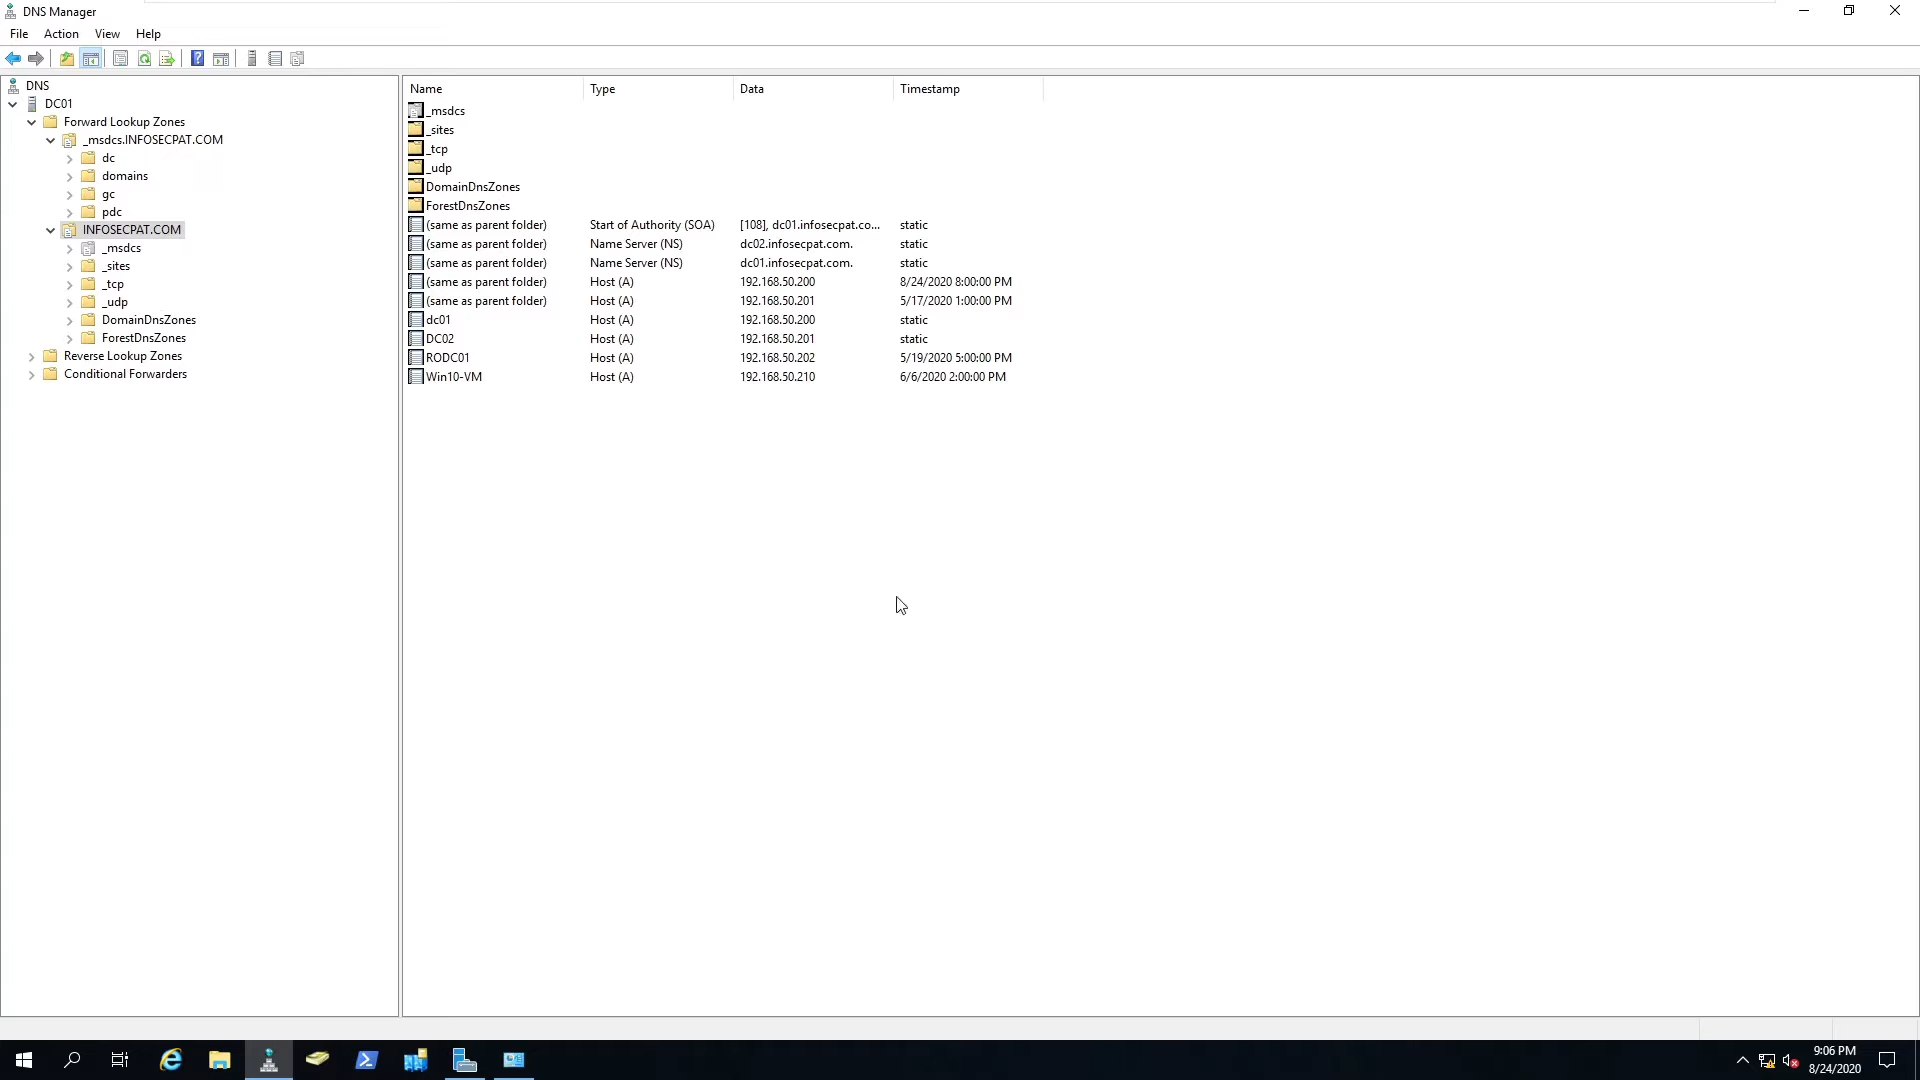 DNS Manager
File Action View Help
DNS
DC01
Forward Lookup Zones
_msdcs.INFOSECPAT.COM
dc
domains
gc
pdc
INFOSECPAT.COM
_msdcs
_sites
_tcp
_udp
DomainDnsZones
ForestDnsZones
Reverse Lookup Zones
Conditional Forwarders
Name Type Data Timestamp
_msdcs
_sites
_tcp
_udp
DomainDnsZones
ForestDnsZones
(same as parent folder) Start of Authority (SOA) [108], dc01.infosecpat.co... static
(same as parent folder) Name Server (NS) dc02.infosecpat.com. static
(same as parent folder) Name Server (NS) dc01.infosecpat.com. static
(same as parent folder) Host (A) 192.168.50.200 8/24/2020 8:00:00 PM
(same as parent folder) Host (A) 192.168.50.201 5/17/2020 1:00:00 PM
dc01 Host (A) 192.168.50.200 static
DC02 Host (A) 192.168.50.201 static
RODC01 Host (A) 192.168.50.202 5/19/2020 5:00:00 PM
Win10-VM Host (A) 192.168.50.210 6/6/2020 2:00:00 PM
9:06 PM
8/24/2020